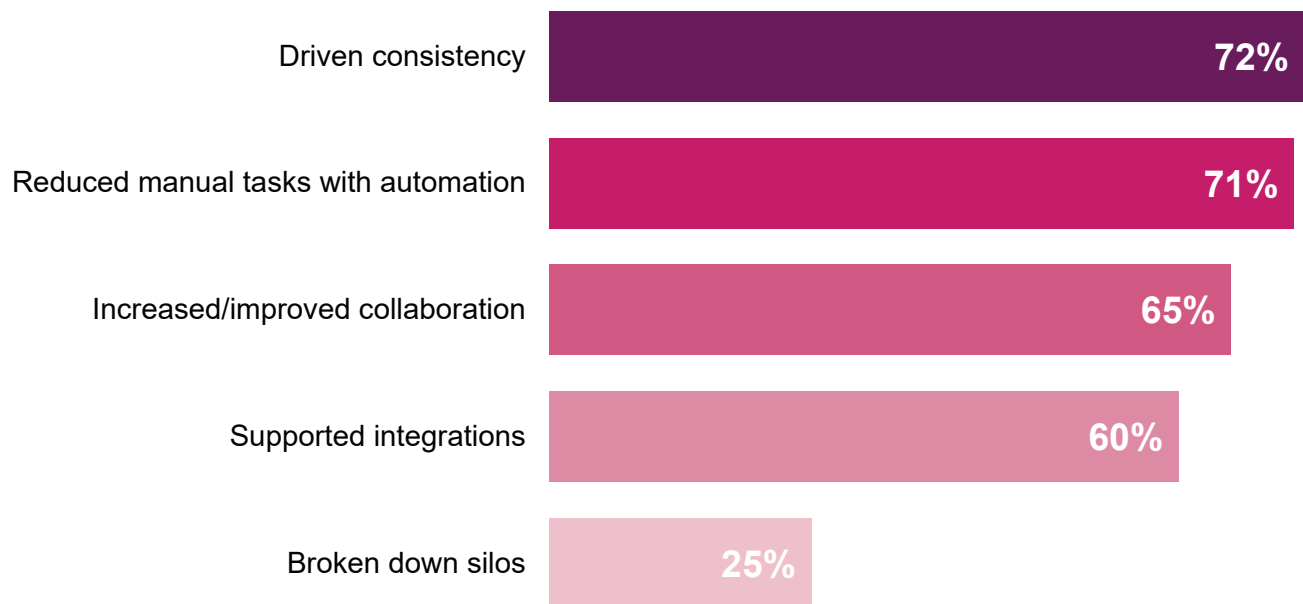 Driven consistency 72%
Reduced manual tasks with automation 71%
Increased/improved collaboration 65%
Supported integrations 60%
Broken down silos 25%